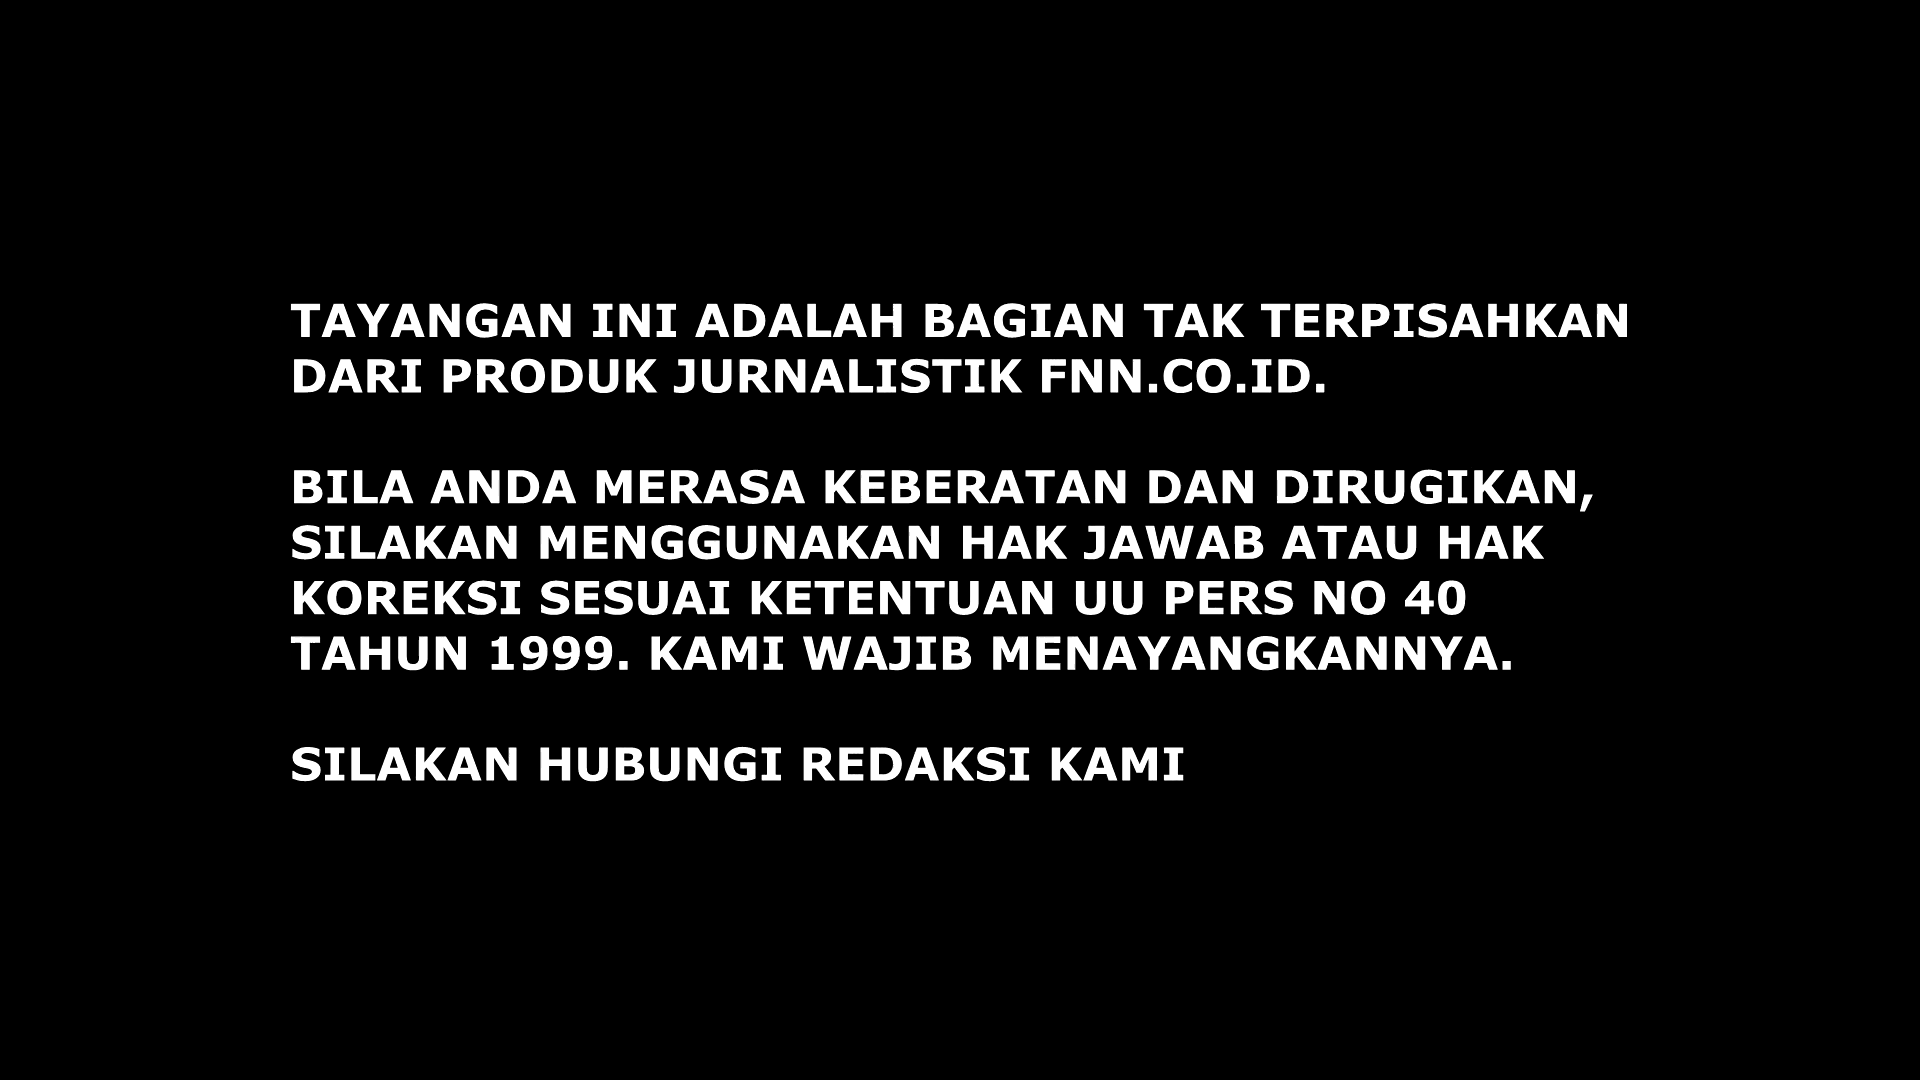 TAYANGAN INI ADALAH BAGIAN TAK TERPISAHKAN
DARI PRODUK JURNALISTIK FNN.CO.ID.
BILA ANDA MERASA KEBERATAN DAN DIRUGIKAN,
SILAKAN MENGGUNAKAN HAK JAWAB ATAU HAK
KOREKSI SESUAI KETENTUAN UU PERS NO 40
TAHUN 1999. KAMI WAJIB MENAYANGKANNYA.
SILAKAN HUBUNGI REDAKSI KAMI